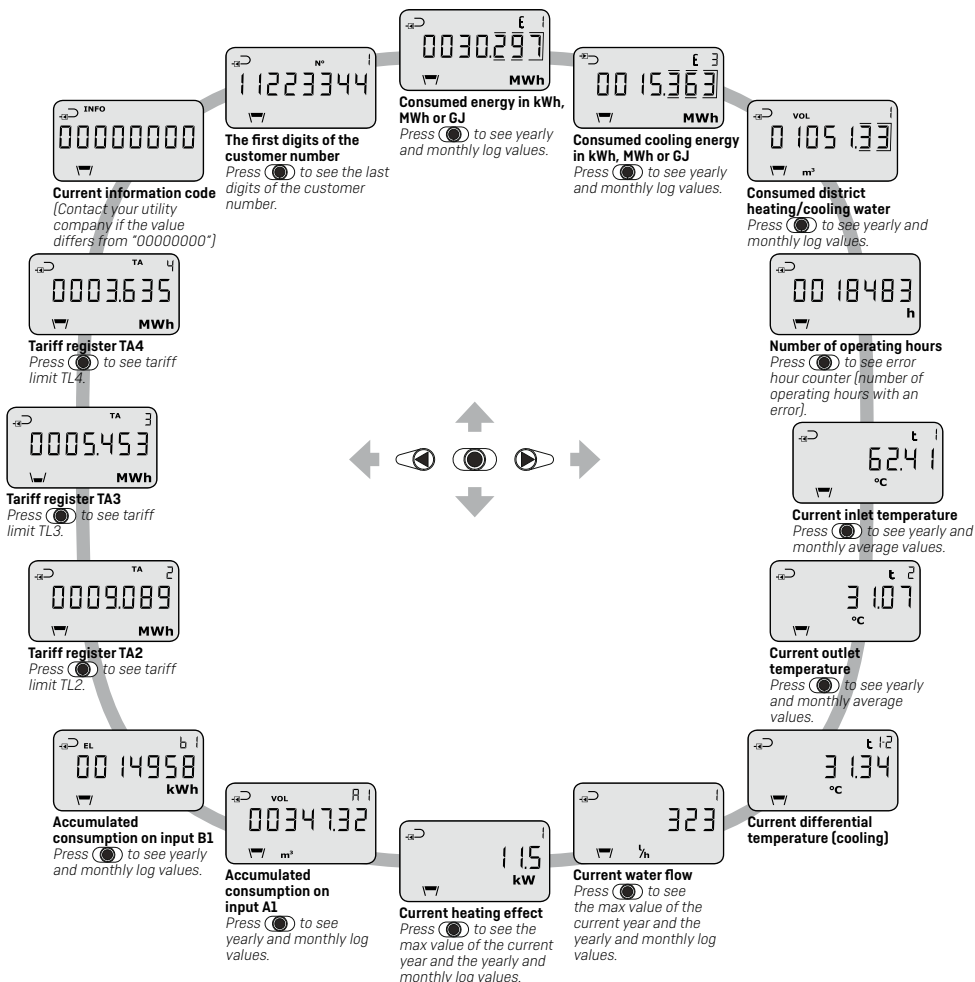 E 1
0030.297
MWh
Consumed energy in kWh,
MWh or GJ
Press to see yearly
and monthly log values.
E 3
0015.363
MWh
Consumed cooling energy
in kWh, MWh or GJ
Press to see yearly
and monthly log values.
VOL 1
01051.33
m³
Consumed district
heating/cooling water
Press to see yearly and
monthly log values.
0018483
h
Number of operating hours
Press to see error
hour counter (number of
operating hours with an
error).
t 1
62.41
°C
Current inlet temperature
Press to see yearly and
monthly average values.
t 2
31.07
°C
Current outlet
temperature
Press to see yearly
and monthly average
values.
t 1-2
31.34
°C
Current differential
temperature (cooling)
1
323
l/h
Current water flow
Press to see
the max value of the
current year and the
yearly and monthly log
values.
1
11.5
kW
Current heating effect
Press to see the
max value of the current
year and the yearly and
monthly log values.
VOL A1
00347.32
m³
Accumulated
consumption on
input A1
Press to see
yearly and monthly log
values.
EL b1
0014958
kWh
Accumulated
consumption on input B1
Press to see yearly
and monthly log values.
TA 2
0009.089
MWh
Tariff register TA2
Press to see tariff
limit TL2.
TA 3
0005.453
MWh
Tariff register TA3
Press to see tariff
limit TL3.
TA 4
0003.635
MWh
Tariff register TA4
Press to see tariff
limit TL4.
INFO
00000000
Current information code
(Contact your utility
company if the value
differs from "00000000")
N° 1
11223344
The first digits of the
customer number
Press to see the last
digits of the customer
number.